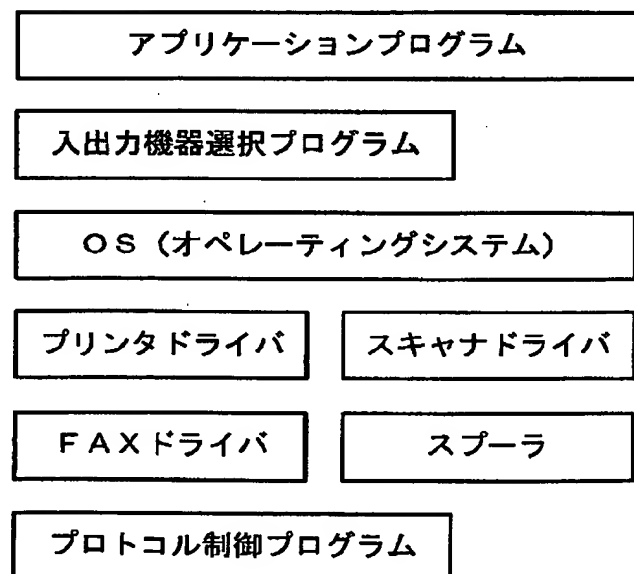 アプリケーションプログラム
入出力機器選択プログラム
OS（オペレーティングシステム）
プリンタドライバ スキャナドライバ
FAXドライバ スプーラ
プロトコル制御プログラム